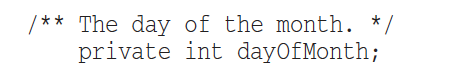 /** The day of the month. */
private int dayOfMonth;